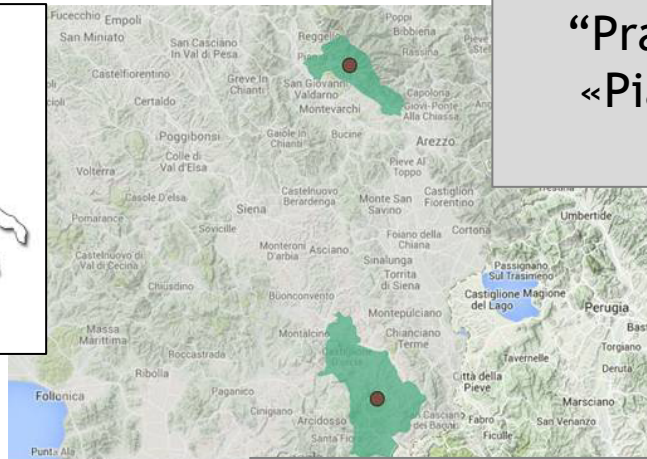 “Pra
«Pia
Fucecchio
Empoli
San Miniato
San Casciano
In Val di Pesa
Reggello
Poppi
Bibbiena
Rassina
Castelfiorentino
Greve In
Chianti
San Giovanni
Valdarno
Montevarchi
Capolona
Giovi-Ponte
Alla Chiassa
Certaldo
Poggibonsi
Colle di
Val d'Elsa
Gaiole In
Chianti
Bucine
Arezzo
Pieve Al
Toppo
Volterra
Casole D'elsa
Siena
Castelnuovo
Berardenga
Monte San
Savino
Castiglion
Fiorentino
Pomarance
Sovicille
Foiano della
Chiana
Cortona
Umbertide
Castelnuovo di
Val di Cecina
Monteroni
D'arbia
Asciano
Sinalunga
Torrita
di Siena
Passignano
Sul Trasimeno
Chiusdino
Buonconvento
Montepulciano
Castiglione
del Lago
Magione
Perugia
Massa
Marittima
Montalcino
Chianciano
Terme
Bast
Torgiano
Roccastrada
Ribolla
Città della
Pieve
Tavernelle
Deruta
Follonica
Paganico
Cinigiano
Arcidosso
Santa Fio
San Casciano
dei Bagni
Fabro
Ficulle
Marsciano
San Venanzo
Punta Ala